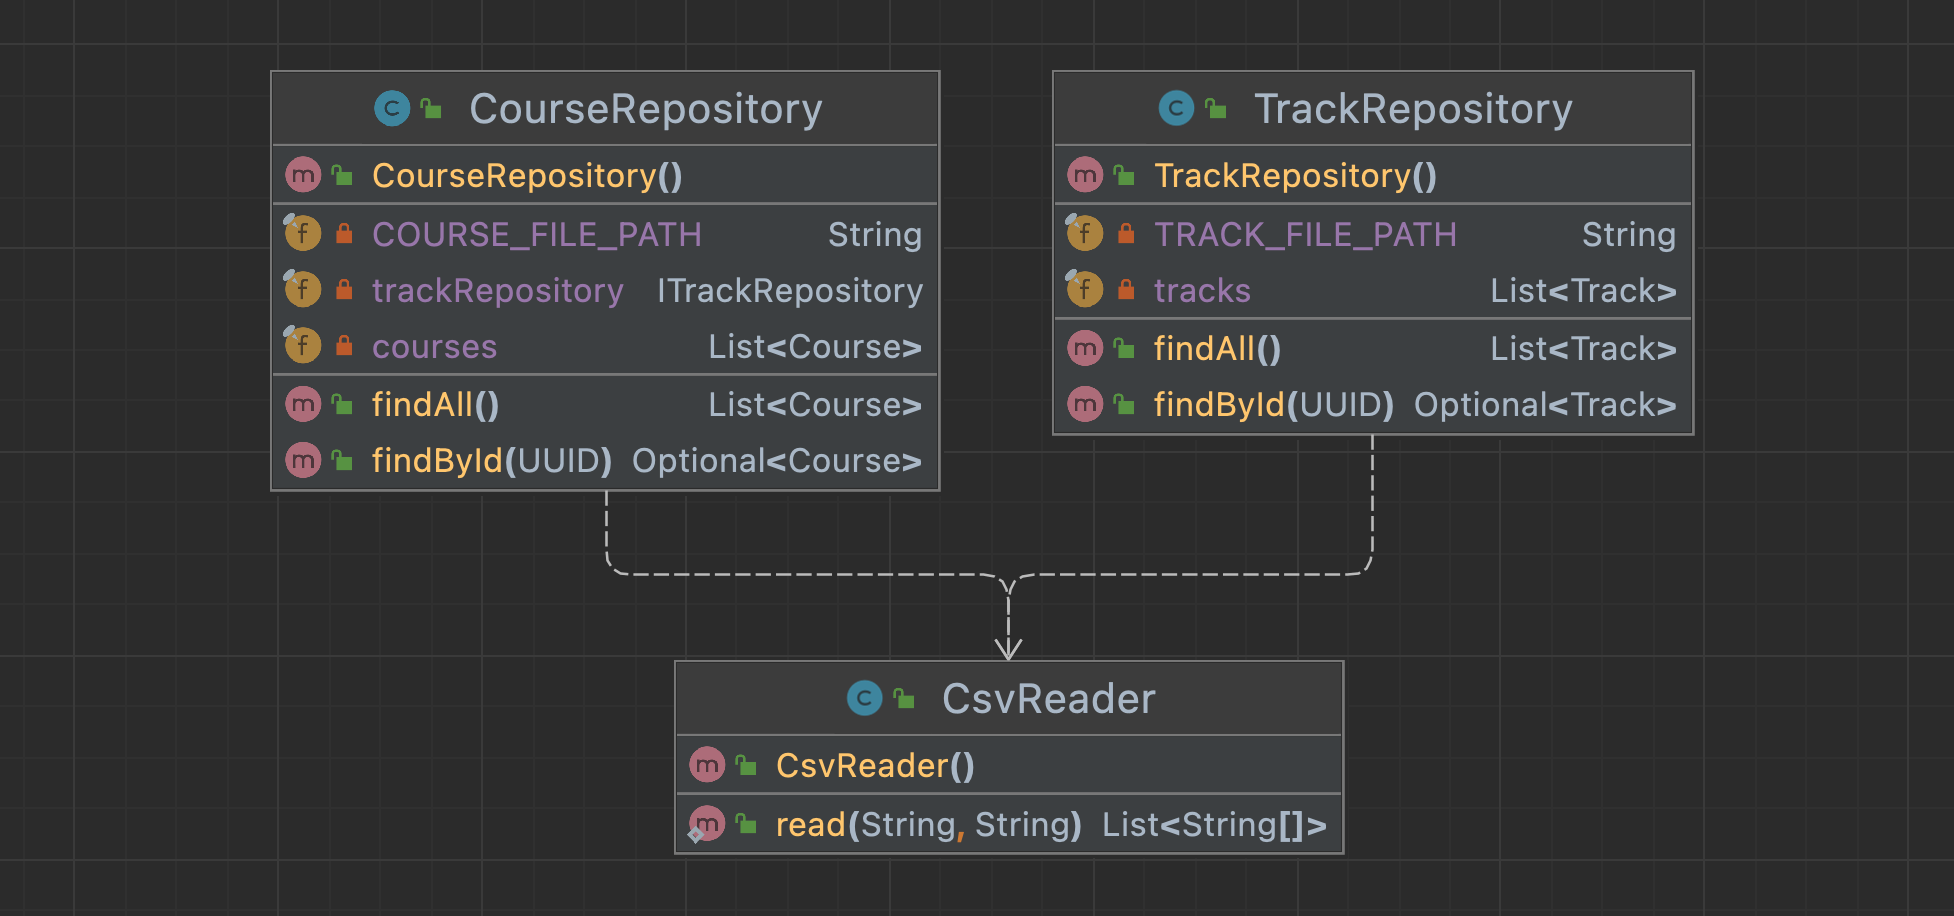 CourseRepository
CourseRepository()
COURSE_FILE_PATH String
trackRepository ITrackRepository
courses List<Course>
findAll() List<Course>
findById(UUID) Optional<Course>
TrackRepository
TrackRepository()
TRACK_FILE_PATH String
tracks List<Track>
findAll() List<Track>
findById(UUID) Optional<Track>
CsvReader
CsvReader()
read(String, String) List<String[]>